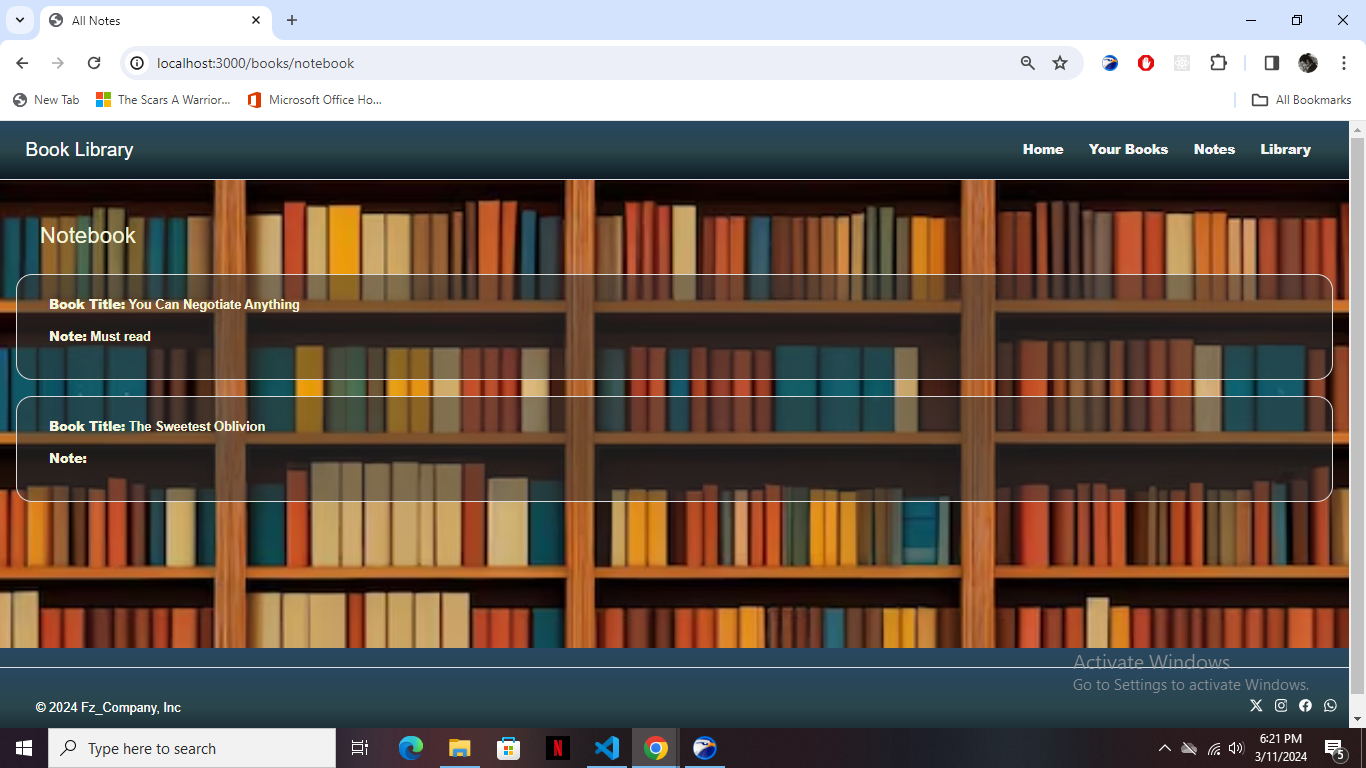 All Notes
localhost:3000/books/notebook
New Tab
The Scars A Warrior...
Microsoft Office Ho...
All Bookmarks
Book Library
Home
Your Books
Notes
Library
Notebook
Book Title: You Can Negotiate Anything
Note: Must read
Book Title: The Sweetest Oblivion
Note:
Activate Windows
Go to Settings to activate Windows.
© 2024 Fz_Company, Inc
Type here to search
N
6:21 PM
3/11/2024
5